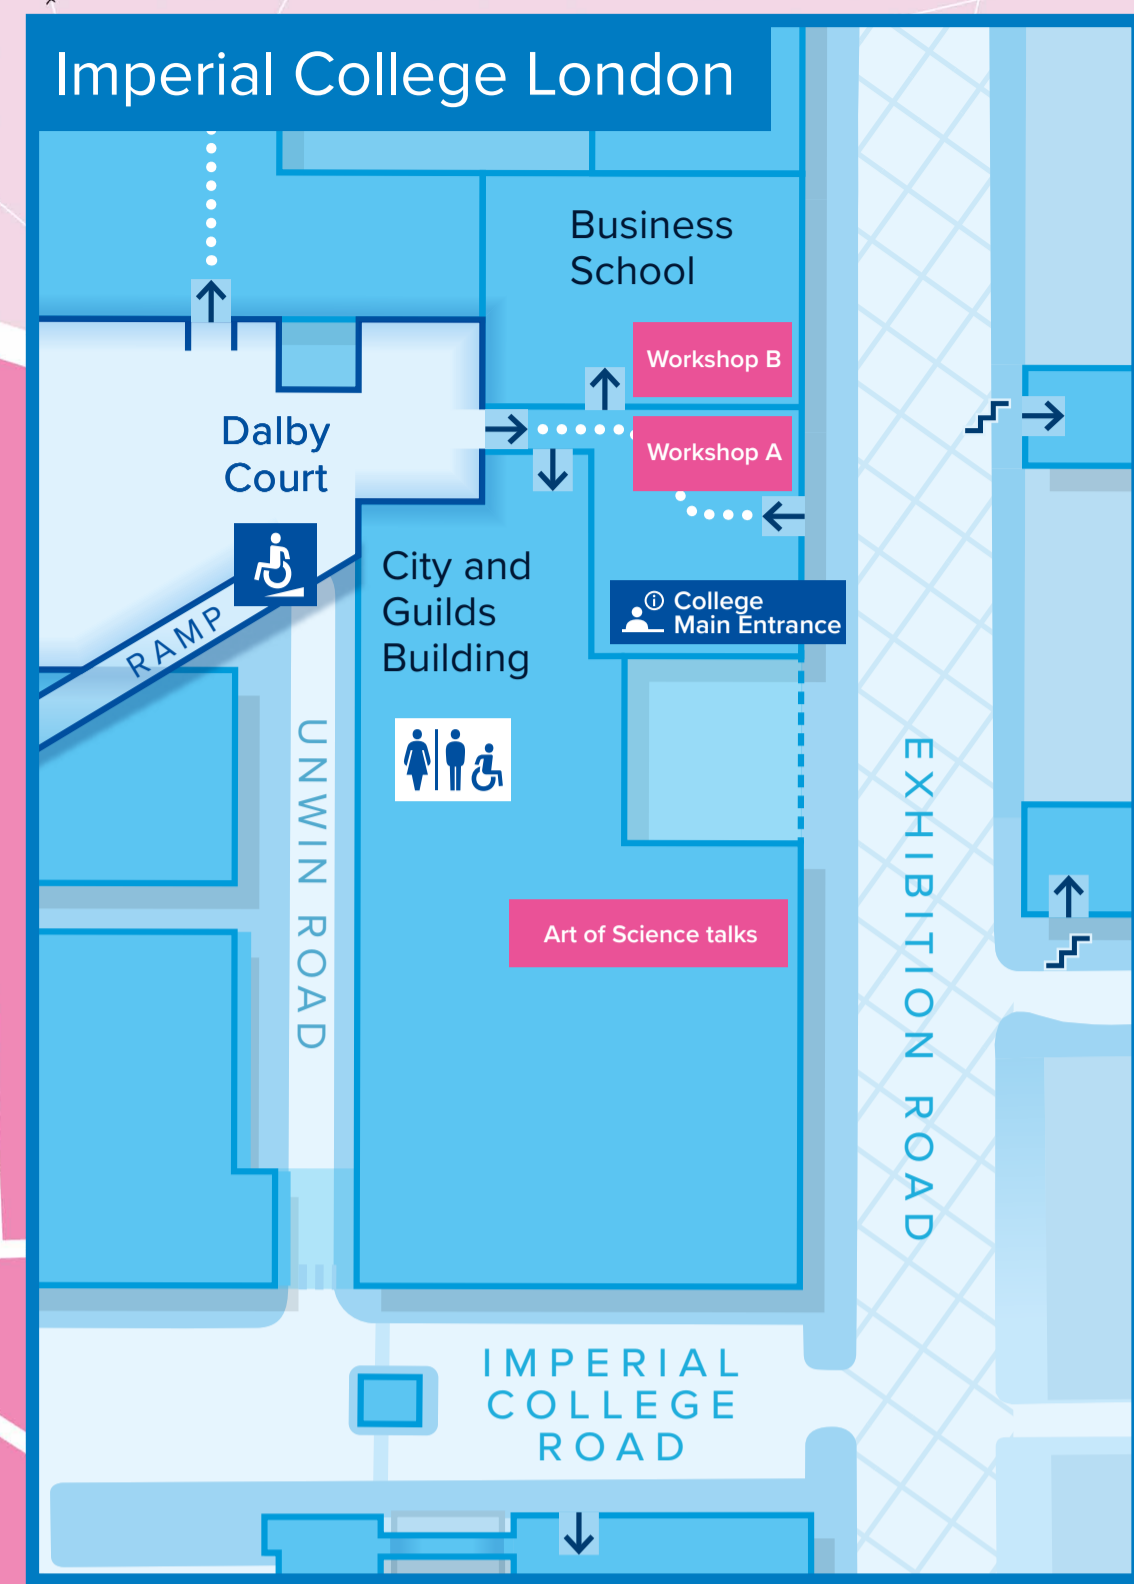 Imperial College London
Business
School
Workshop B
Workshop A
Dalby
Court
City and
Guilds
Building
College
Main Entrance
RAMP
UNWIN ROAD
EXHIBITION ROAD
Art of Science talks
IMPERIAL
COLLEGE
ROAD